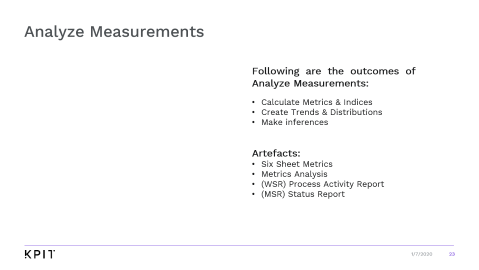 Analyze Measurements
Following are the outcomes of
Analyze Measurements:
• Calculate Metrics & Indices
• Create Trends & Distributions
• Make inferences
Artefacts:
• Six Sheet Metrics
• Metrics Analysis
• (WSR) Process Activity Report
• (MSR) Status Report
KPIT
1/7/2020
23